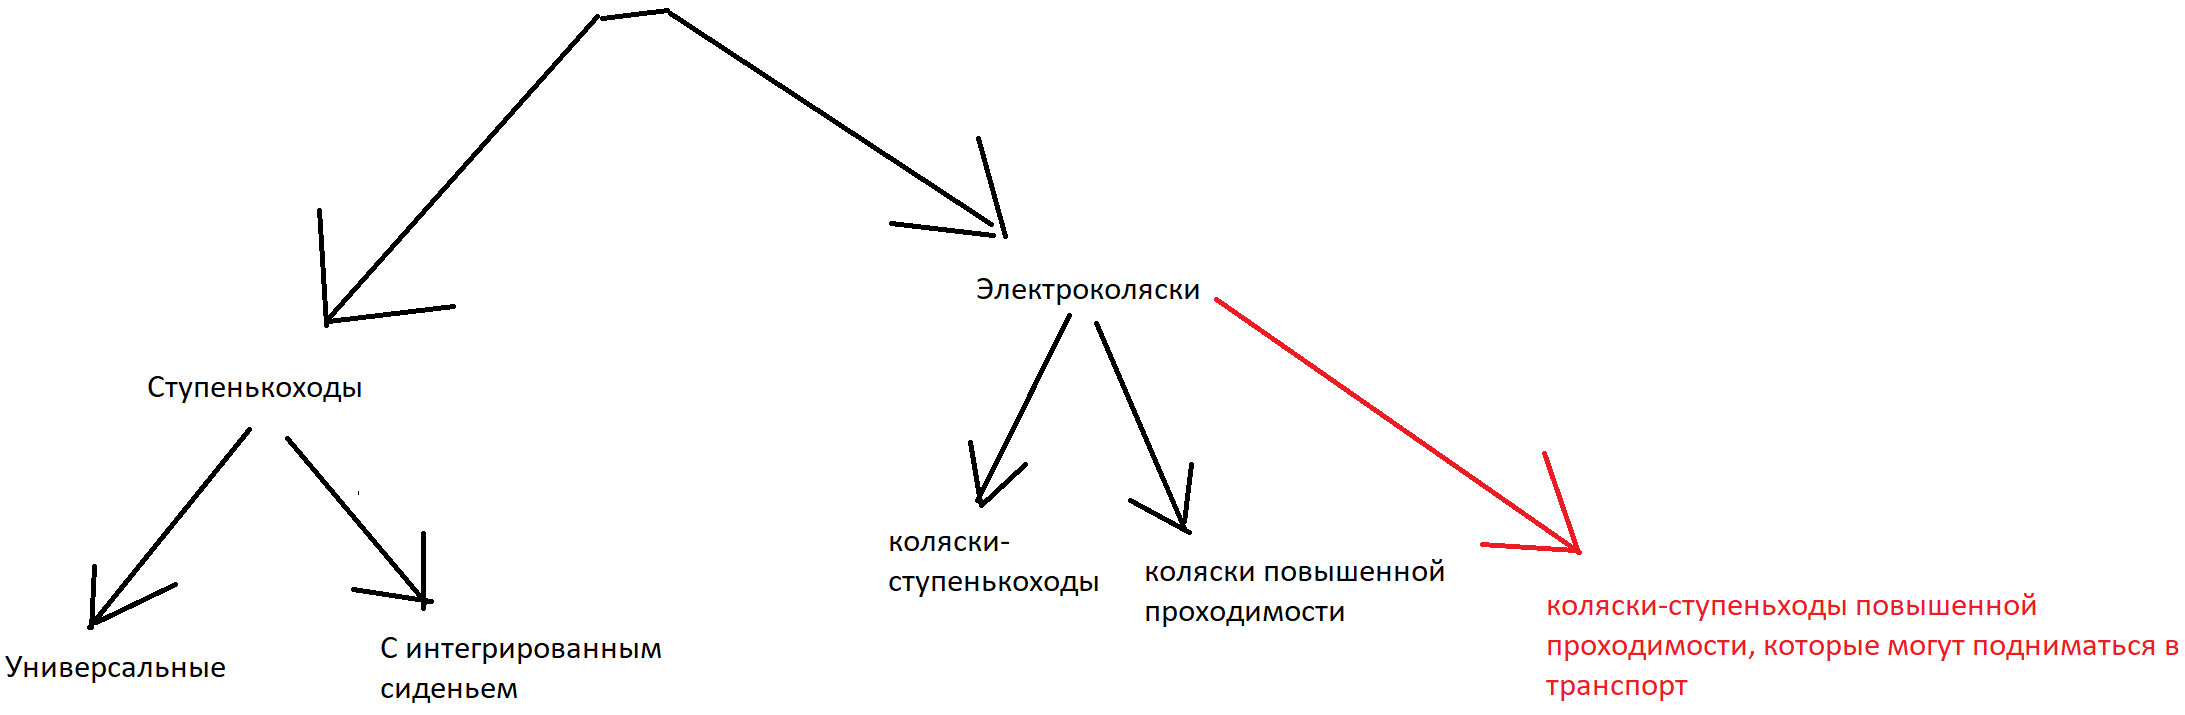 Электроколяски
Ступенькоходы
коляски-
ступенькоходы
коляски повышенной
проходимости
коляски-ступеньходы повышенной
проходимости, которые могут подниматься в
транспорт
Универсальные
С интегрированным
сиденьем